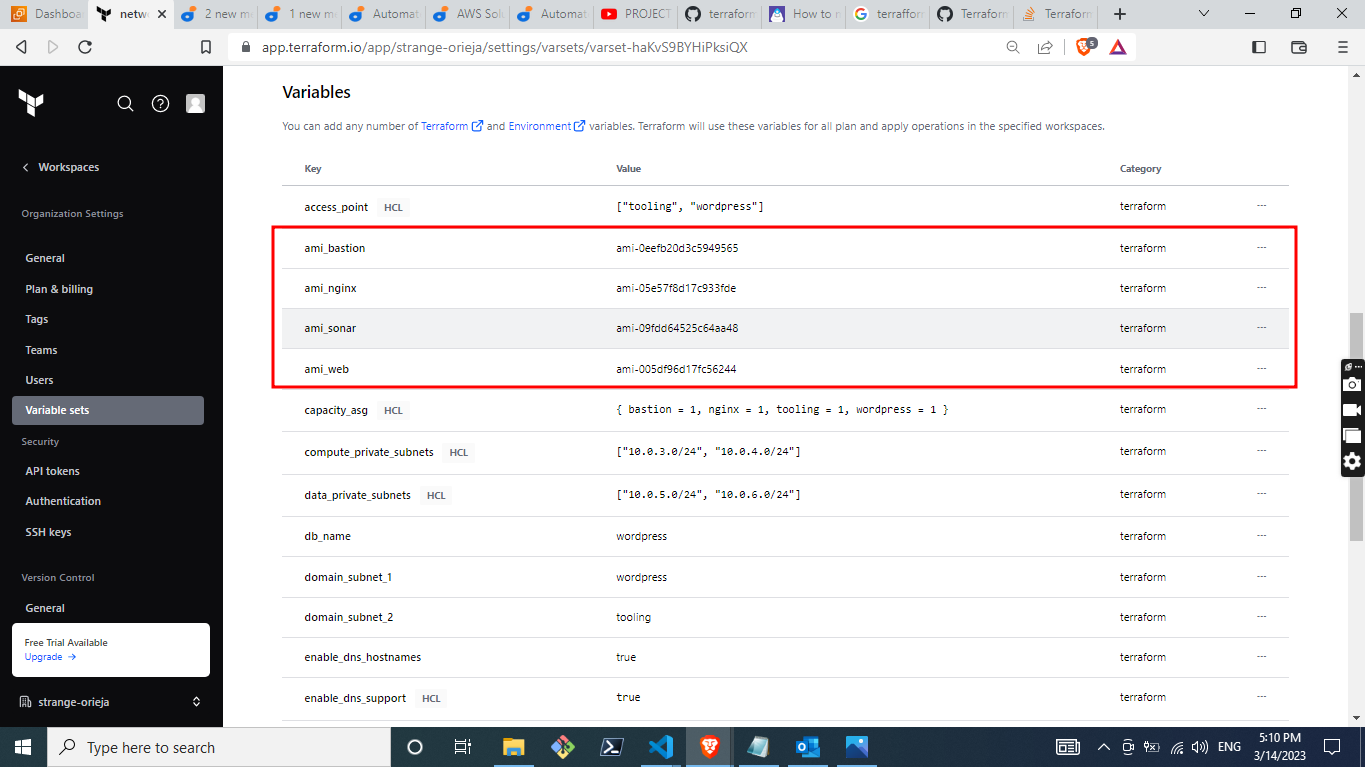 Dashboa
netwo
2 new m
1 new m
Automat
AWS Solu
Automat
PROJECT
terraform
How to r
terrafform
Terraform
Terraform
app.terraform.io/app/strange-orieja/settings/varsets/varset-haKvS9BYHiPksiQX
5
Workspaces
Organization Settings
General
Plan & billing
Tags
Teams
Users
Variable sets
Security
API tokens
Authentication
SSH keys
Version Control
General
Free Trial Available
Upgrade →
strange-orieja
Variables
You can add any number of Terraform and Environment variables. Terraform will use these variables for all plan and apply operations in the specified workspaces.
Key Value Category
access_point HCL ["tooling", "wordpress"] terraform
ami_bastion ami-0eefb20d3c5949565 terraform
ami_nginx ami-05e57f8d17c933fde terraform
ami_sonar ami-09fdd64525c64aa48 terraform
ami_web ami-005df96d17fc56244 terraform
capacity_asg HCL { bastion = 1, nginx = 1, tooling = 1, wordpress = 1 } terraform
compute_private_subnets HCL ["10.0.3.0/24", "10.0.4.0/24"] terraform
data_private_subnets HCL ["10.0.5.0/24", "10.0.6.0/24"] terraform
db_name wordpress terraform
domain_subnet_1 wordpress terraform
domain_subnet_2 tooling terraform
enable_dns_hostnames true terraform
enable_dns_support HCL true terraform
Type here to search
ENG
5:10 PM
3/14/2023